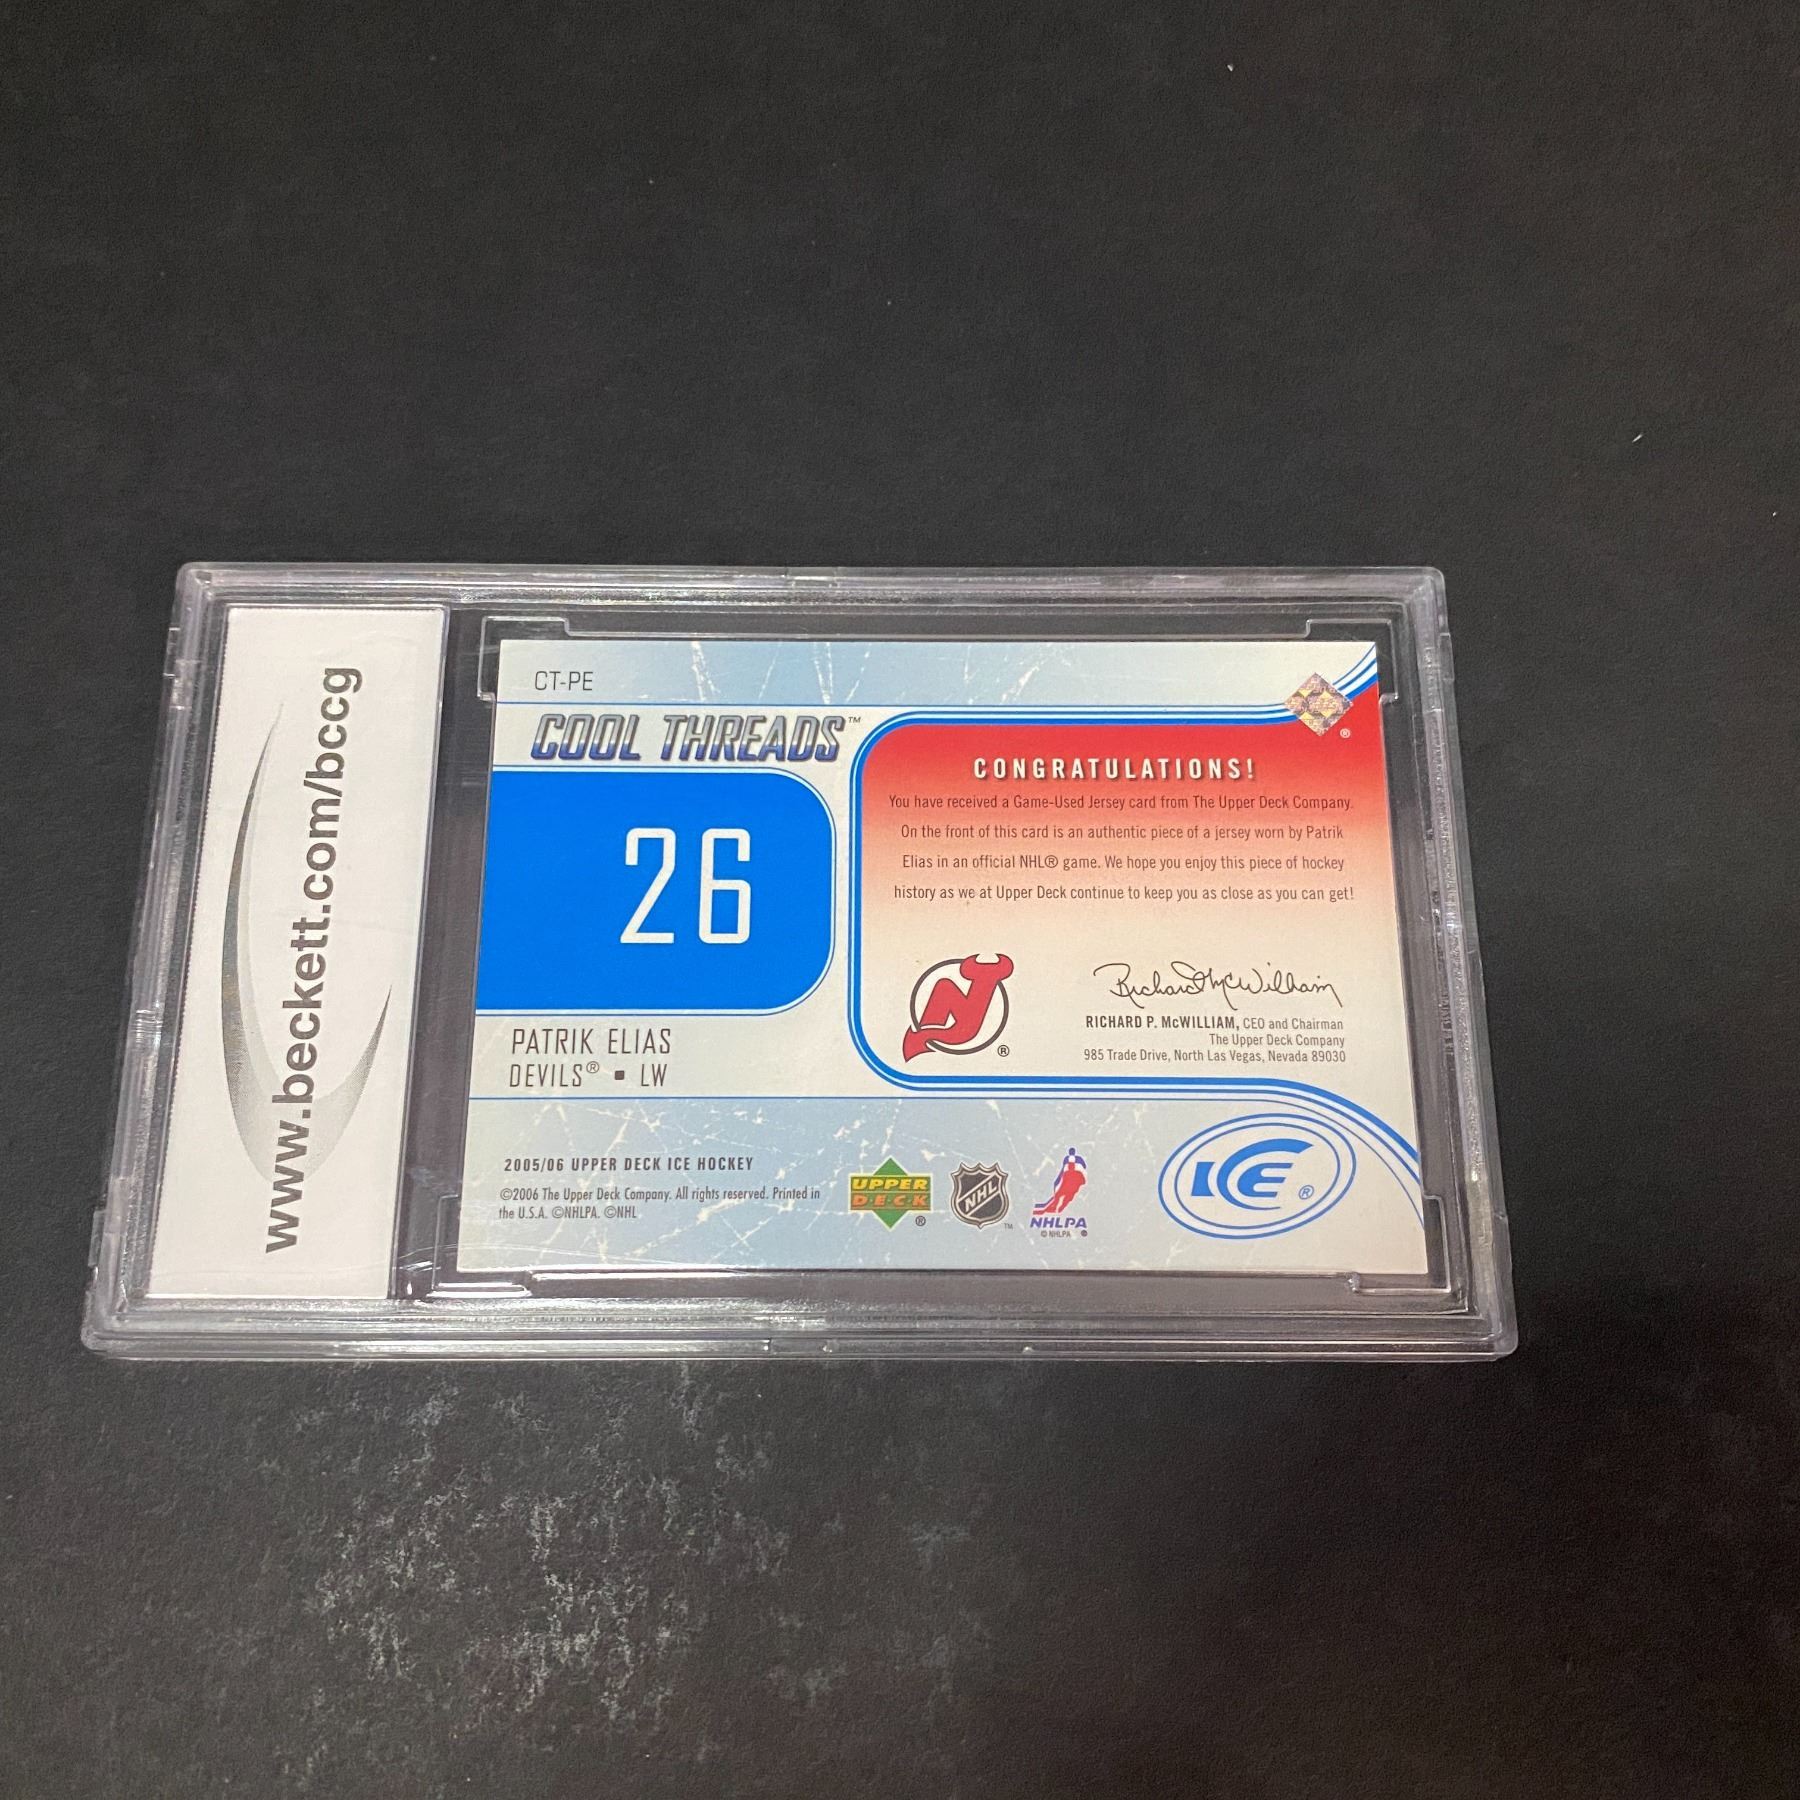 www.beckett.com/bccg
CT-PE
COOL THREADS™
26
PATRIK ELIAS
DEVILS® ▪ LW
®
CONGRATULATIONS!
You have received a Game-Used Jersey card from The Upper Deck Company.
On the front of this card is an authentic piece of a jersey worn by Patrik
Elias in an official NHL® game. We hope you enjoy this piece of hockey
history as we at Upper Deck continue to keep you as close as you can get!
®
Richard McWilliam
RICHARD P. McWILLIAM, CEO and Chairman
The Upper Deck Company
985 Trade Drive, North Las Vegas, Nevada 89030
2005/06 UPPER DECK ICE HOCKEY
©2006 The Upper Deck Company. All rights reserved. Printed in
the U.S.A. ©NHLPA. ©NHL
UPPER
DECK
®
NHL
™
NHLPA
© NHLPA ®
ICE ®